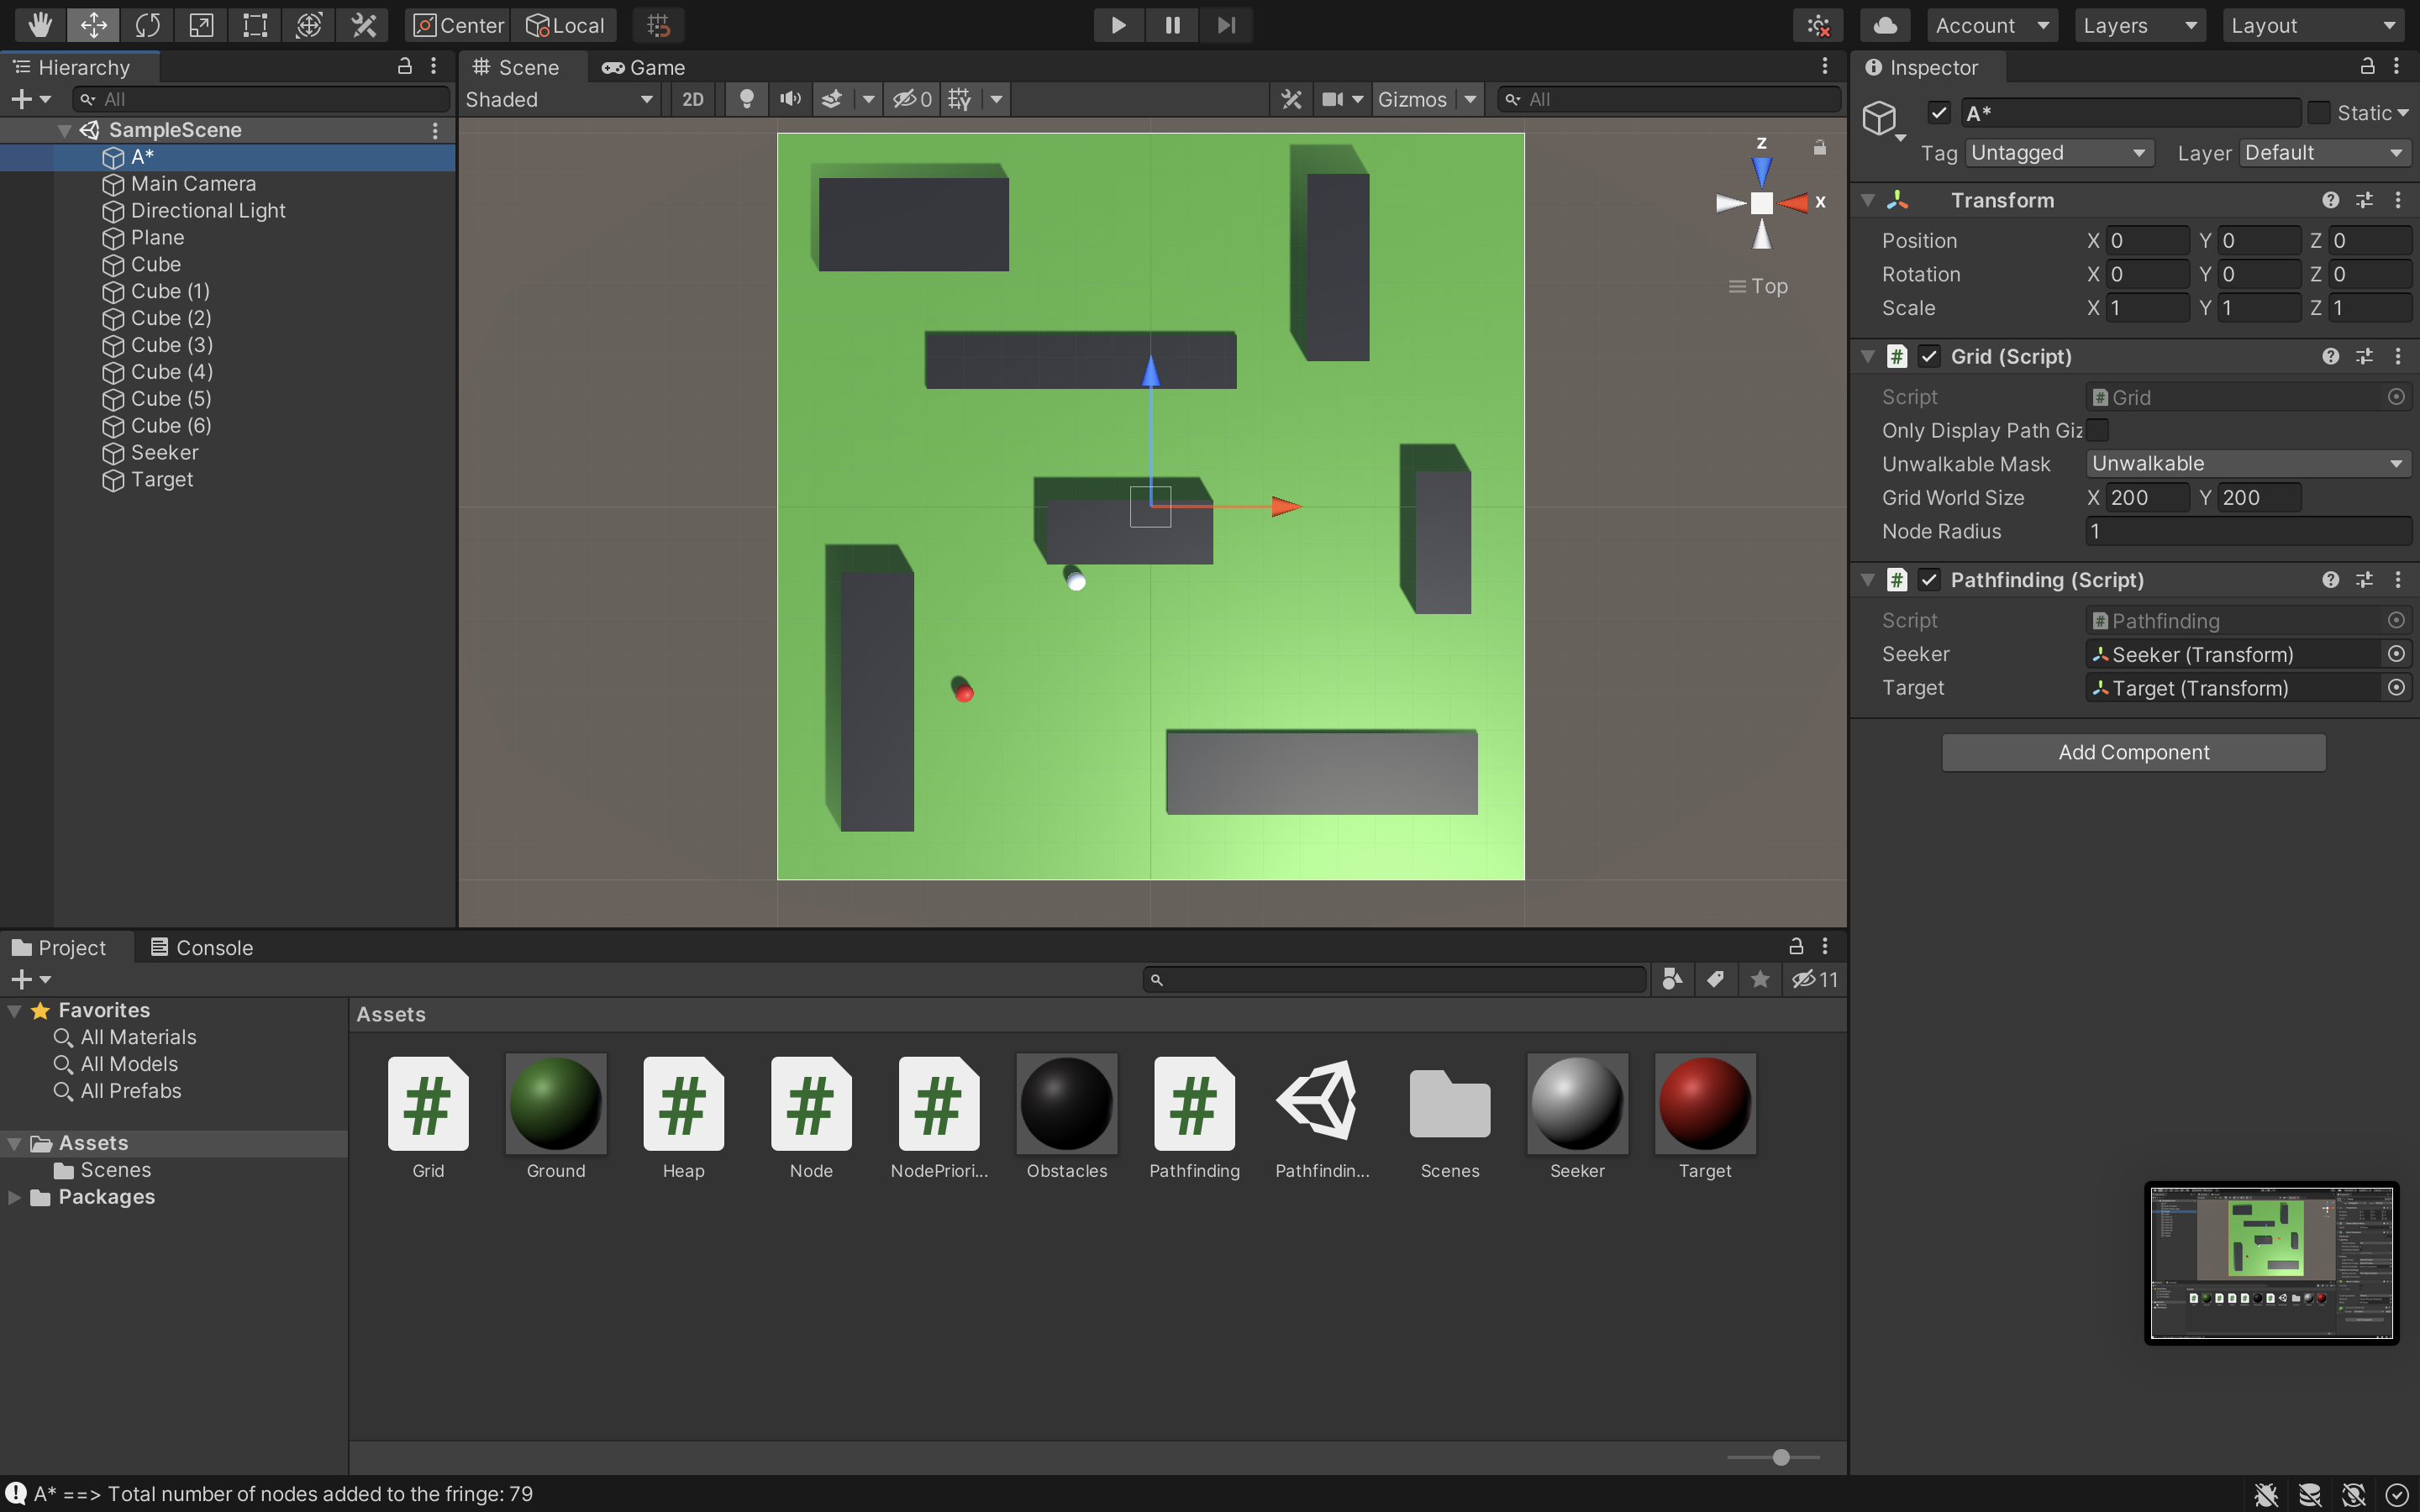 Center Local
Account Layers Layout
Hierarchy
All
SampleScene
A*
Main Camera
Directional Light
Plane
Cube
Cube (1)
Cube (2)
Cube (3)
Cube (4)
Cube (5)
Cube (6)
Seeker
Target
Scene Game
Shaded 2D 0 Gizmos All
z
x
Top
Inspector
A* Static
Tag Untagged Layer Default
Transform
Position X 0 Y 0 Z 0
Rotation X 0 Y 0 Z 0
Scale X 1 Y 1 Z 1
# Grid (Script)
Script # Grid
Only Display Path Giz
Unwalkable Mask Unwalkable
Grid World Size X 200 Y 200
Node Radius 1
# Pathfinding (Script)
Script # Pathfinding
Seeker Seeker (Transform)
Target Target (Transform)
Add Component
Project Console
11
Favorites
All Materials
All Models
All Prefabs
Assets
Scenes
Packages
Assets
# # # # #
Grid Ground Heap Node NodePriori... Obstacles Pathfinding Pathfindin... Scenes Seeker Target
A* ==> Total number of nodes added to the fringe: 79